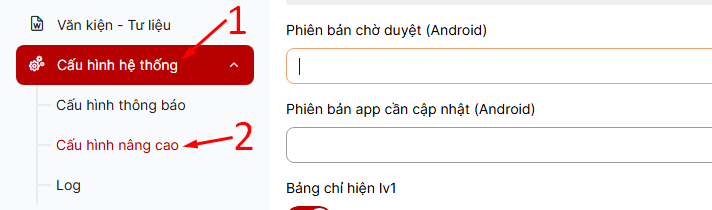 Văn kiện - Tư liệu
1
Cấu hình hệ thống
Cấu hình thông báo
Cấu hình nâng cao
2
Log
Phiên bản chờ duyệt (Android)
Phiên bản app cần cập nhật (Android)
Bảng chỉ hiện lv1